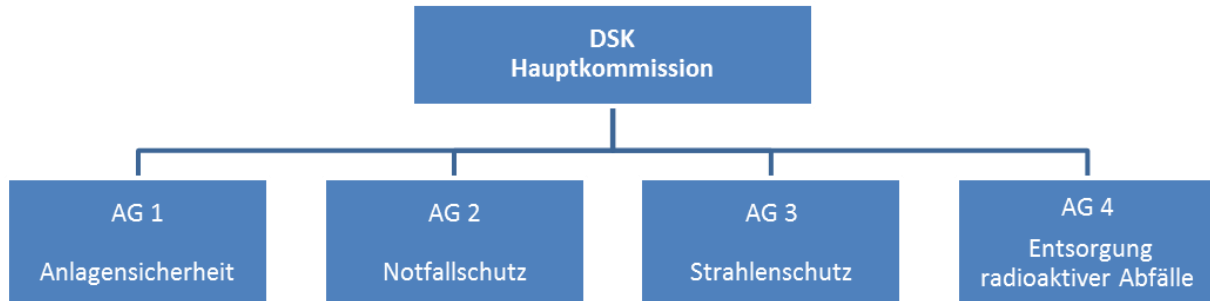 DSK
Hauptkommission
AG 1
Anlagensicherheit
AG 2
Notfallschutz
AG 3
Strahlenschutz
AG 4
Entsorgung
radioaktiver Abfälle